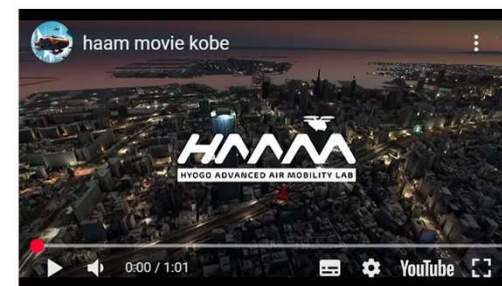 haam movie kobe
HAAM
HYOGO ADVANCED AIR MOBILITY LAB
0:00 / 1:01
YouTube